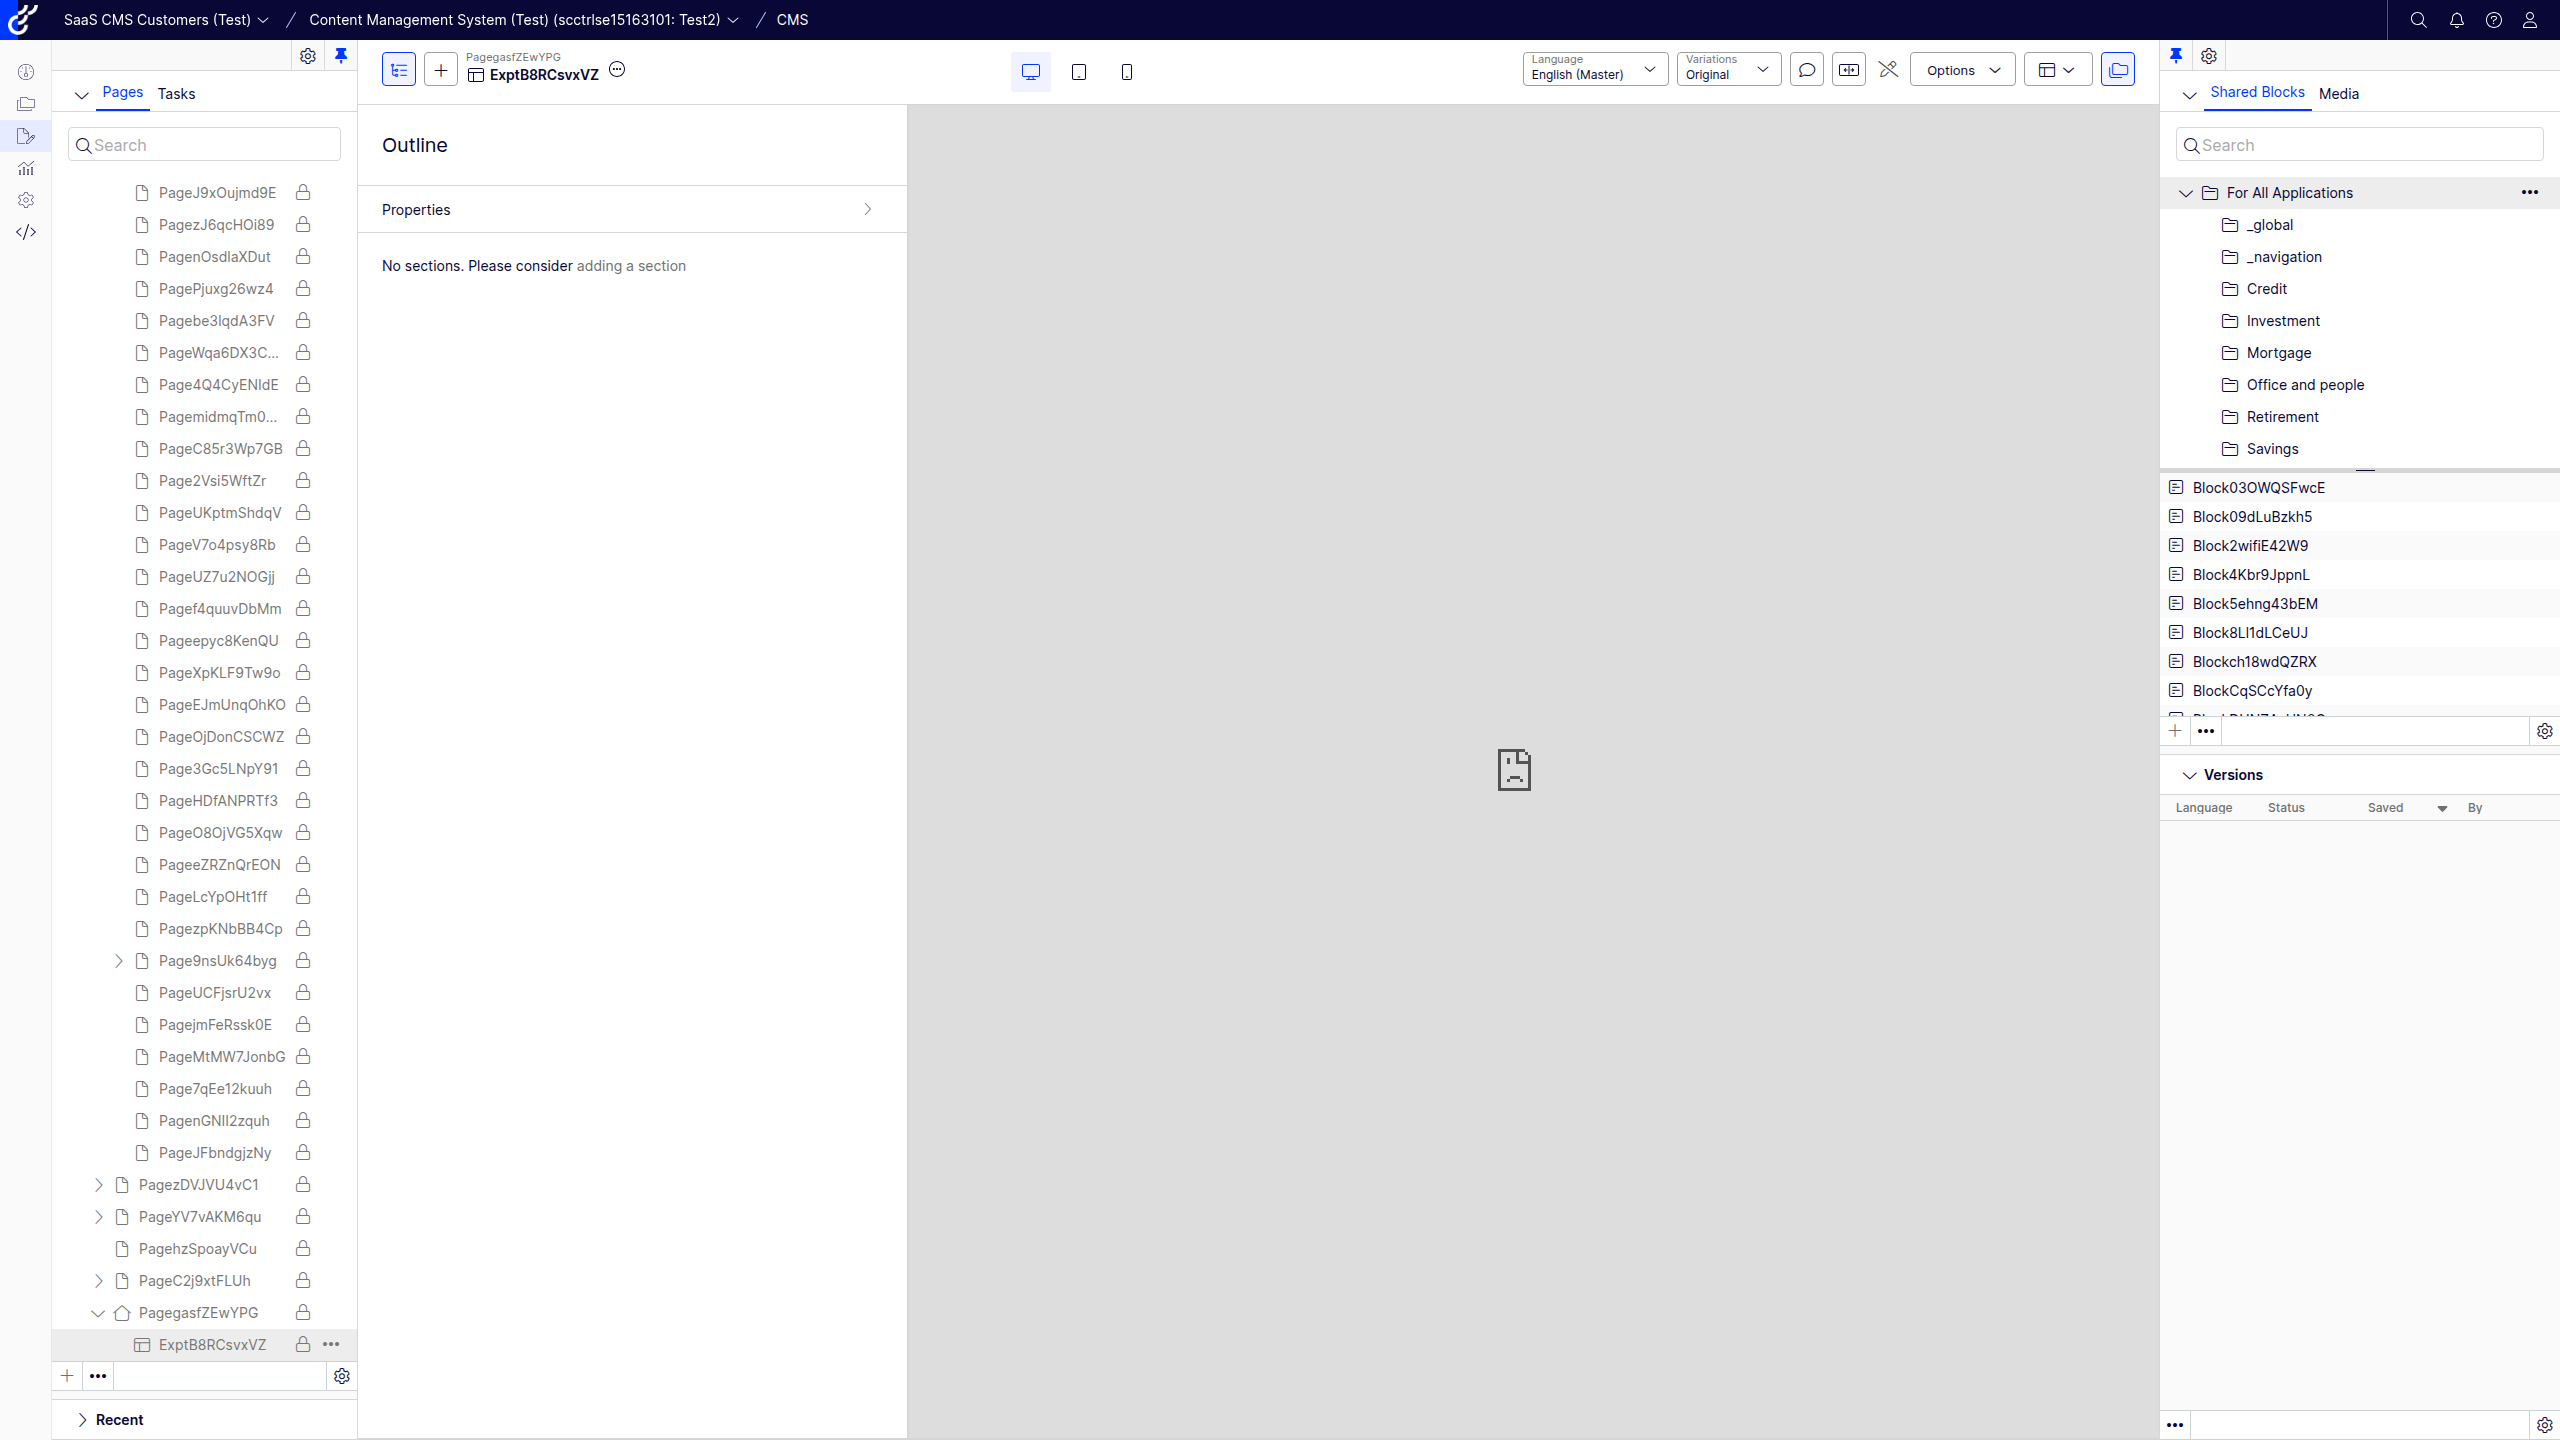 SaaS CMS Customers (Test) / Content Management System (Test) (scctrlse15163101: Test2) / CMS
Pages Tasks
Search
PageJ9xOujmd9E
PagezJ6qcHOi89
PagenOsdlaXDut
PagePjuxg26wz4
Pagebe3lqdA3FV
PageWqa6DX3C...
Page4Q4CyENldE
PagemidmqTm0...
PageC85r3Wp7GB
Page2Vsi5WftZr
PageUKptmShdqV
PageV7o4psy8Rb
PageUZ7u2NOGjj
Pagef4quuvDbMm
Pageepyc8KenQU
PageXpKLF9Tw9o
PageEJmUnqOhKO
PageOjDonCSCWZ
Page3Gc5LNpY91
PageHDfANPRTf3
PageO8OjVG5Xqw
PageeZRZnQrEON
PageLcYpOHt1ff
PagezpKNbBB4Cp
Page9nsUk64byg
PageUCFjsrU2vx
PagejmFeRssk0E
PageMtMW7JonbG
Page7qEe12kuuh
PagenGNII2zquh
PageJFbndgjzNy
PagezDVJVU4vC1
PageYV7vAKM6qu
PagehzSpoayVCu
PageC2j9xtFLUh
PagegasfZEwYPG
ExptB8RCsvxVZ
Recent
PagegasfZEwYPG
ExptB8RCsvxVZ
Language
English (Master)
Variations
Original
Options
Outline
Properties
No sections. Please consider adding a section
Shared Blocks Media
Search
For All Applications
_global
_navigation
Credit
Investment
Mortgage
Office and people
Retirement
Savings
Block03OWQSFwcE
Block09dLuBzkh5
Block2wifiE42W9
Block4Kbr9JppnL
Block5ehng43bEM
Block8LI1dLCeUJ
Blockch18wdQZRX
BlockCqSCcYfa0y
Versions
Language Status Saved By